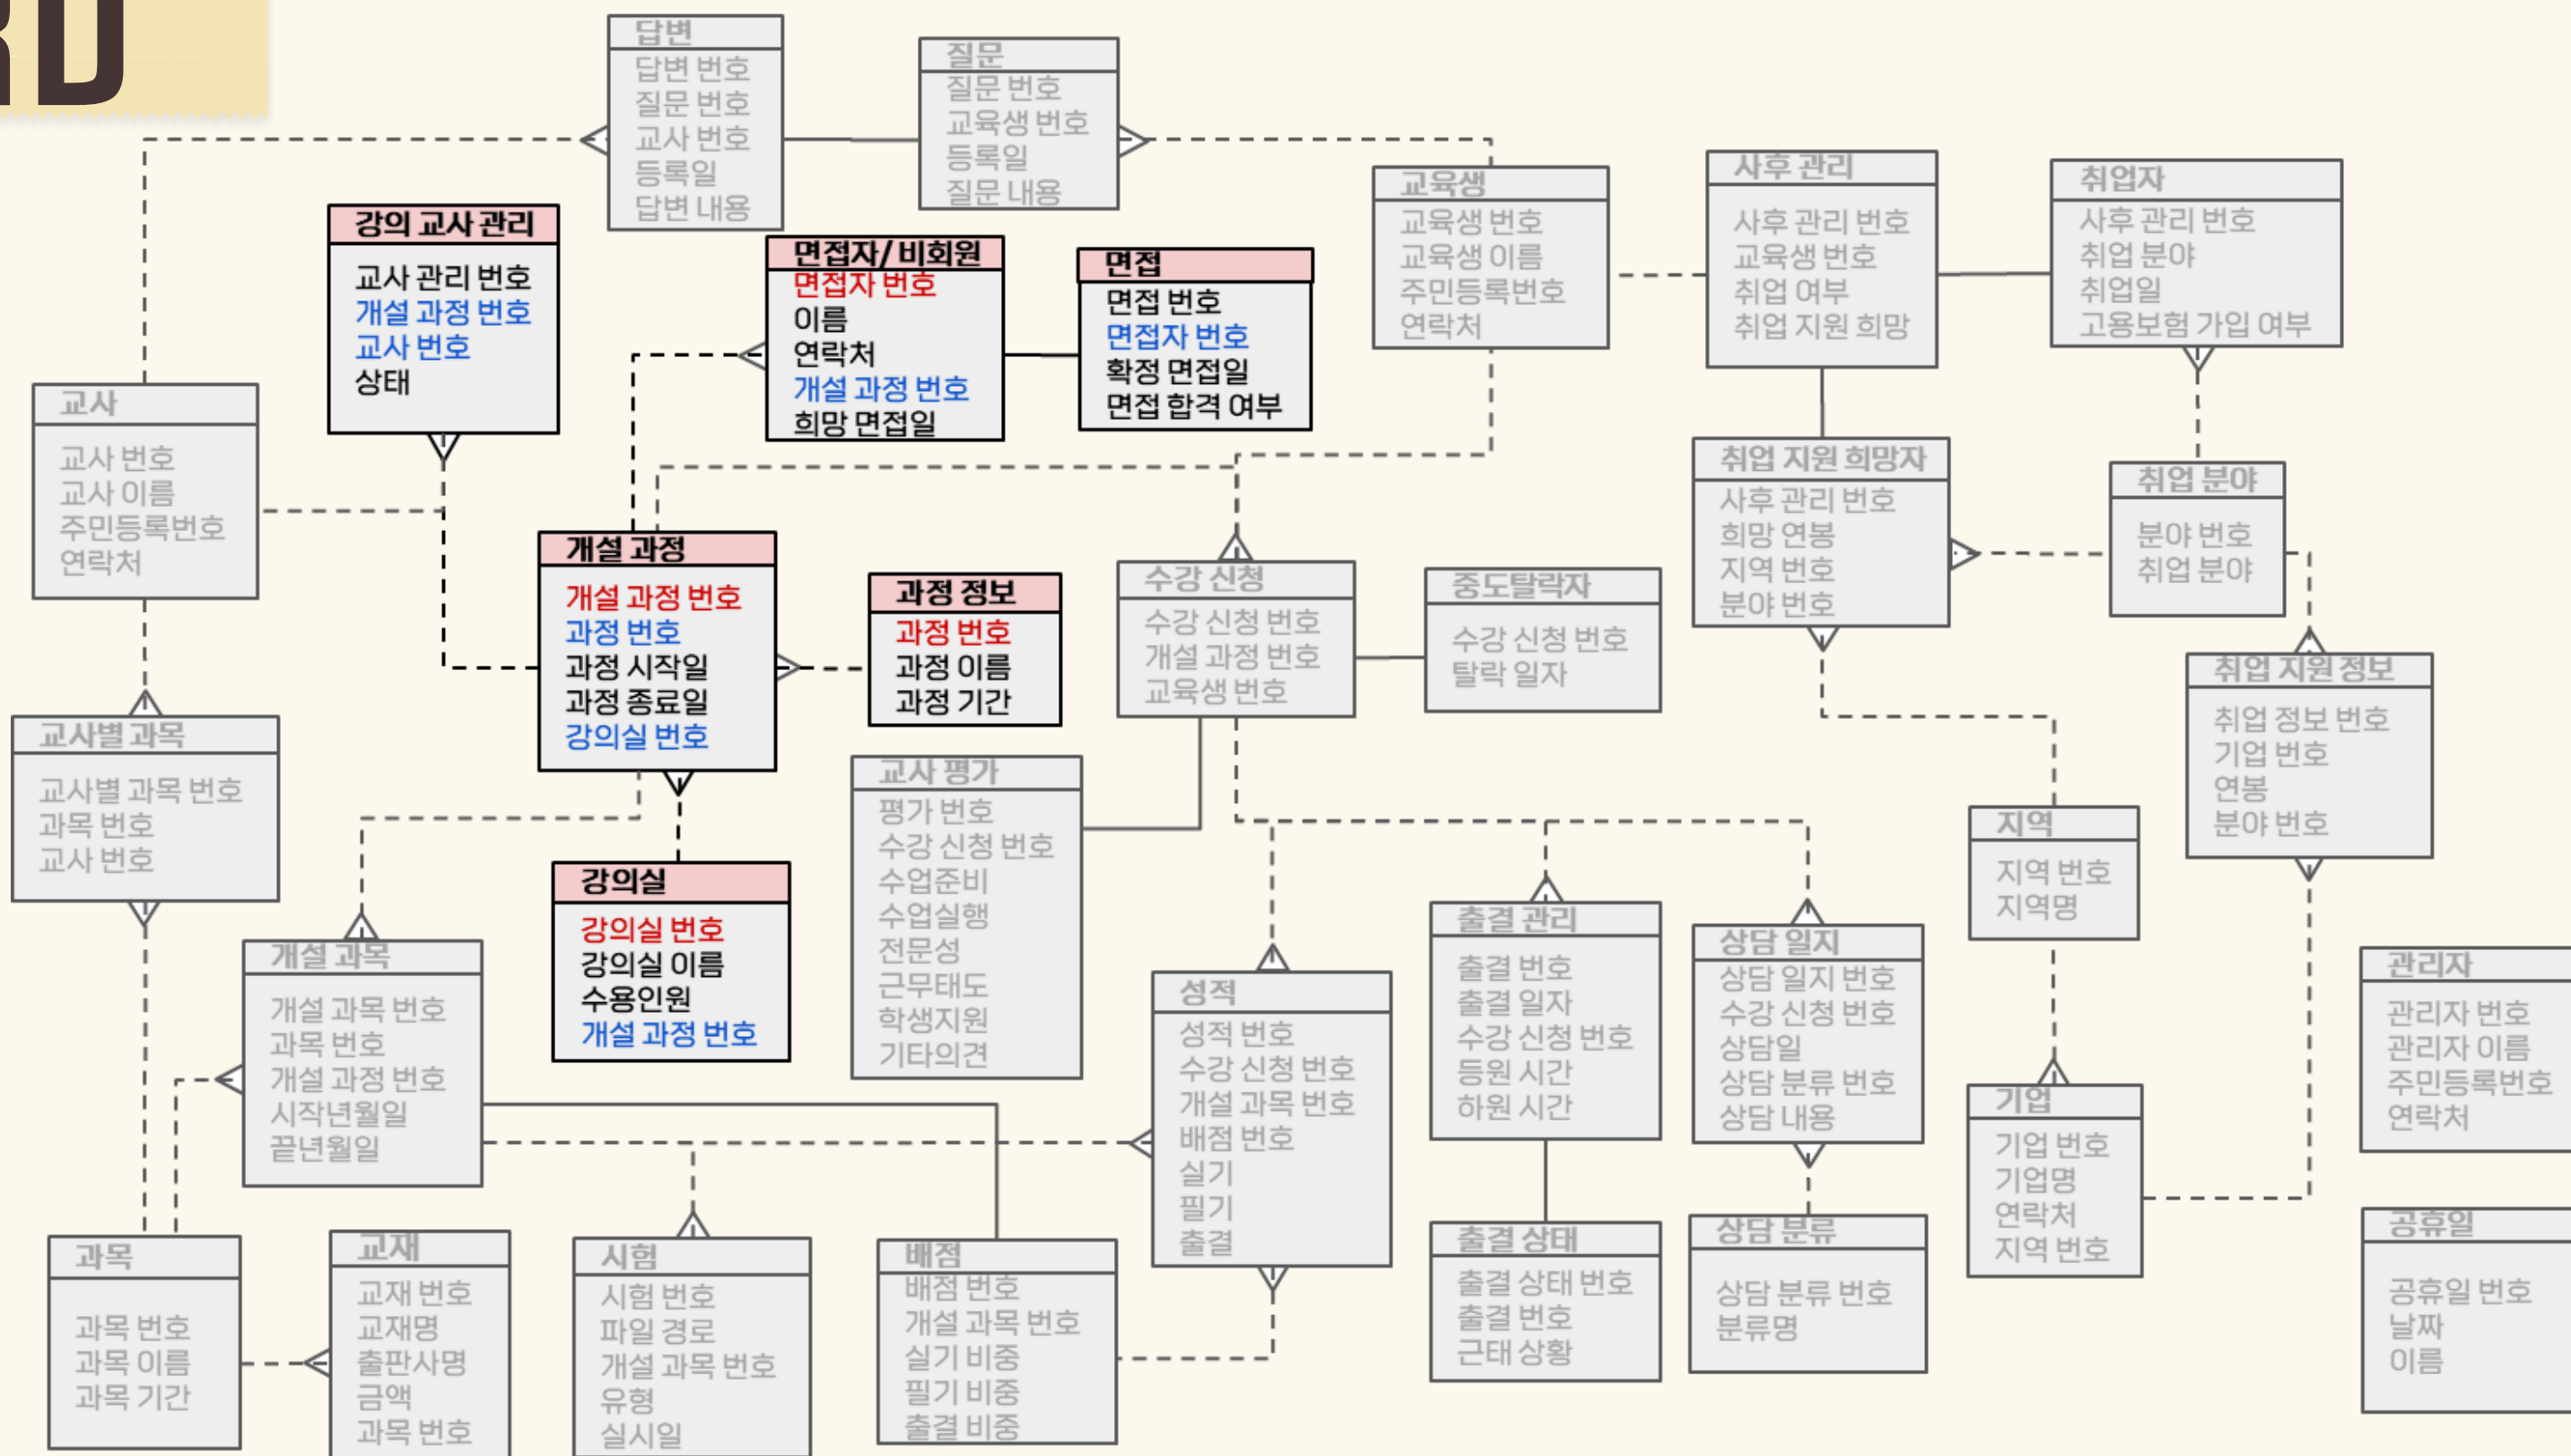 RD
답변
답변 번호
질문 번호
교사 번호
등록일
답변 내용
질문
질문 번호
교육생 번호
등록일
질문 내용
교육생
교육생 번호
교육생 이름
주민등록번호
연락처
사후 관리
사후 관리 번호
교육생 번호
취업 여부
취업 지원 희망
취업자
사후 관리 번호
취업 분야
취업일
고용보험 가입 여부
강의 교사 관리
교사 관리 번호
개설 과정 번호
교사 번호
상태
면접자/ 비회원
면접자 번호
이름
연락처
개설 과정 번호
희망 면접일
면접
면접 번호
면접자 번호
확정 면접일
면접 합격 여부
교사
교사 번호
교사 이름
주민등록번호
연락처
취업 지원 희망자
사후 관리 번호
희망 연봉
지역 번호
분야 번호
취업 분야
분야 번호
취업 분야
개설 과정
개설 과정 번호
과정 번호
과정 시작일
과정 종료일
강의실 번호
과정 정보
과정 번호
과정 이름
과정 기간
수강 신청
수강 신청 번호
개설 과정 번호
교육생 번호
중도탈락자
수강 신청 번호
탈락 일자
취업 지원 정보
취업 정보 번호
기업 번호
연봉
분야 번호
교사별 과목
교사별 과목 번호
과목 번호
교사 번호
교사 평가
평가 번호
수강 신청 번호
수업준비
수업실행
전문성
근무태도
학생지원
기타의견
지역
지역 번호
지역명
강의실
강의실 번호
강의실 이름
수용인원
개설 과정 번호
개설 과목
개설 과목 번호
과목 번호
개설 과정 번호
시작년월일
끝년월일
성적
성적 번호
수강 신청 번호
개설 과목 번호
배점 번호
실기
필기
출결
출결 관리
출결 번호
출결 일자
수강 신청 번호
등원 시간
하원 시간
상담 일지
상담 일지 번호
수강 신청 번호
상담일
상담 분류 번호
상담 내용
관리자
관리자 번호
관리자 이름
주민등록번호
연락처
기업
기업 번호
기업명
연락처
지역 번호
과목
과목 번호
과목 이름
과목 기간
교재
교재 번호
교재명
출판사명
금액
과목 번호
시험
시험 번호
파일 경로
개설 과목 번호
유형
실시일
배점
배점 번호
개설 과목 번호
실기 비중
필기 비중
출결 비중
출결 상태
출결 상태 번호
출결 번호
근태 상황
상담 분류
상담 분류 번호
분류명
공휴일
공휴일 번호
날짜
이름